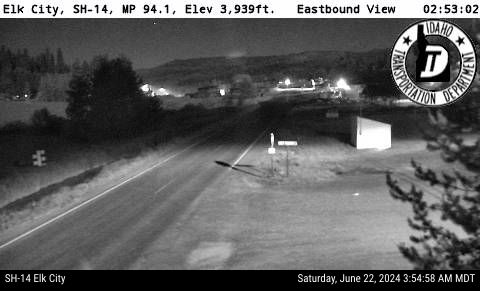 Elk City, SH-14, MP 94.1, Elev 3,939ft. Eastbound View 02:53:02
IDAHO
TRANSPORTATION DEPARTMENT
SH-14 Elk City Saturday, June 22, 2024 3:54:58 AM MDT